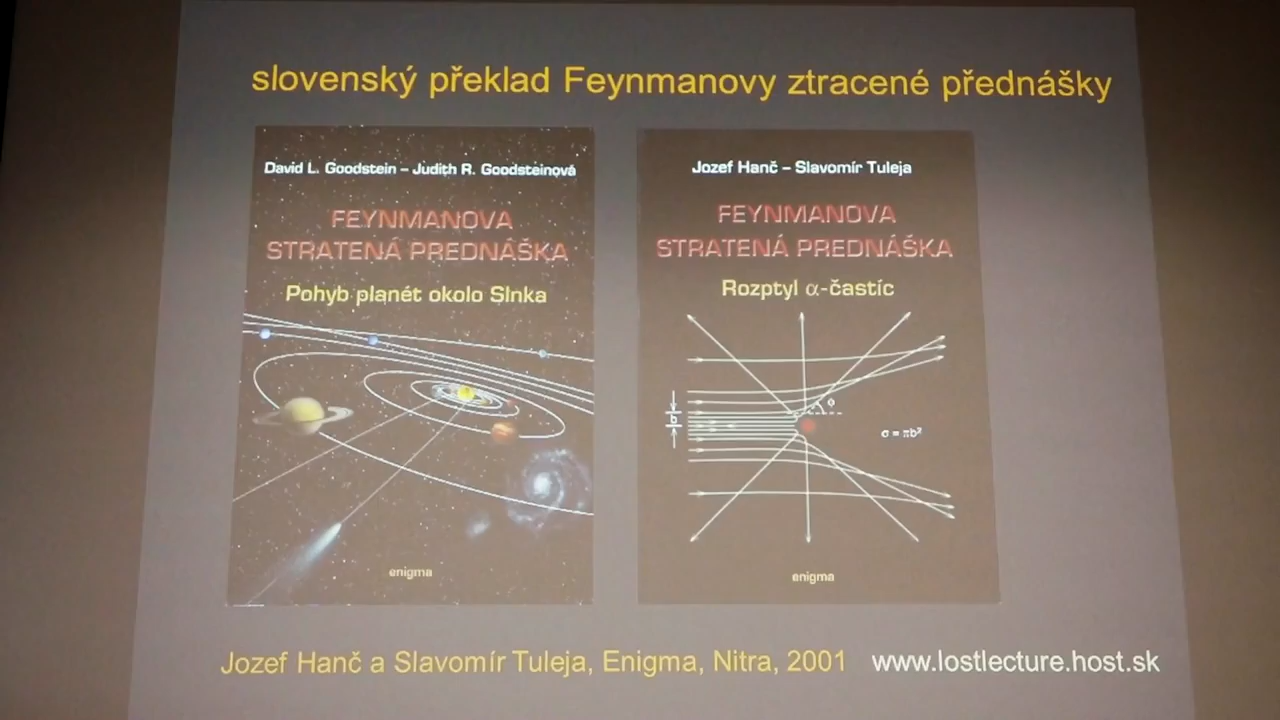 slovenský překlad Feynmanovy ztracené přednášky
David L. Goodstein – Judith R. Goodsteinová
FEYNMANOVA
STRATENÁ PREDNÁŠKA
Pohyb planét okolo Slnka
enigma
Jozef Hanč – Slavomír Tuleja
FEYNMANOVA
STRATENÁ PREDNÁŠKA
Rozptyl α-častíc
b
ϕ
σ = πb²
enigma
Jozef Hanč a Slavomír Tuleja, Enigma, Nitra, 2001 www.lostlecture.host.sk